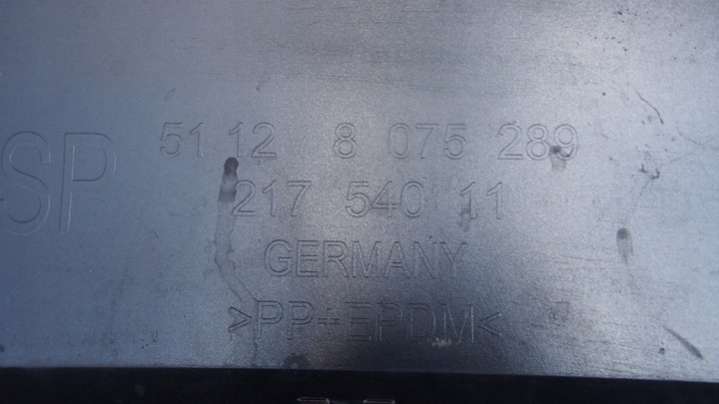 51 12 8 075 289
SP
217 540 11
GERMANY
>PP+EPDM<